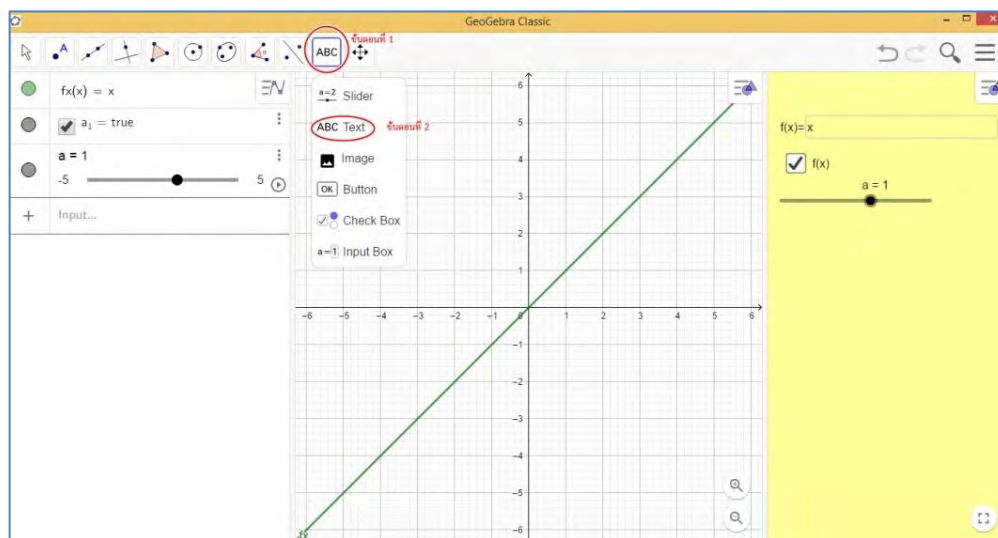 GeoGebra Classic
ขั้นตอนที่ 1
ABC
fx(x) = x
a₁ = true
a = 1
-5 5
Input...
a=2 Slider
ABC Text ขั้นตอนที่ 2
Image
OK Button
Check Box
a=1 Input Box
6
5
4
3
2
1
-6 -5 -4 -3 -2 -1 0 1 2 3 4 5 6
-1
-2
-3
-4
-5
-6
fx
f(x)= x
f(x)
a = 1